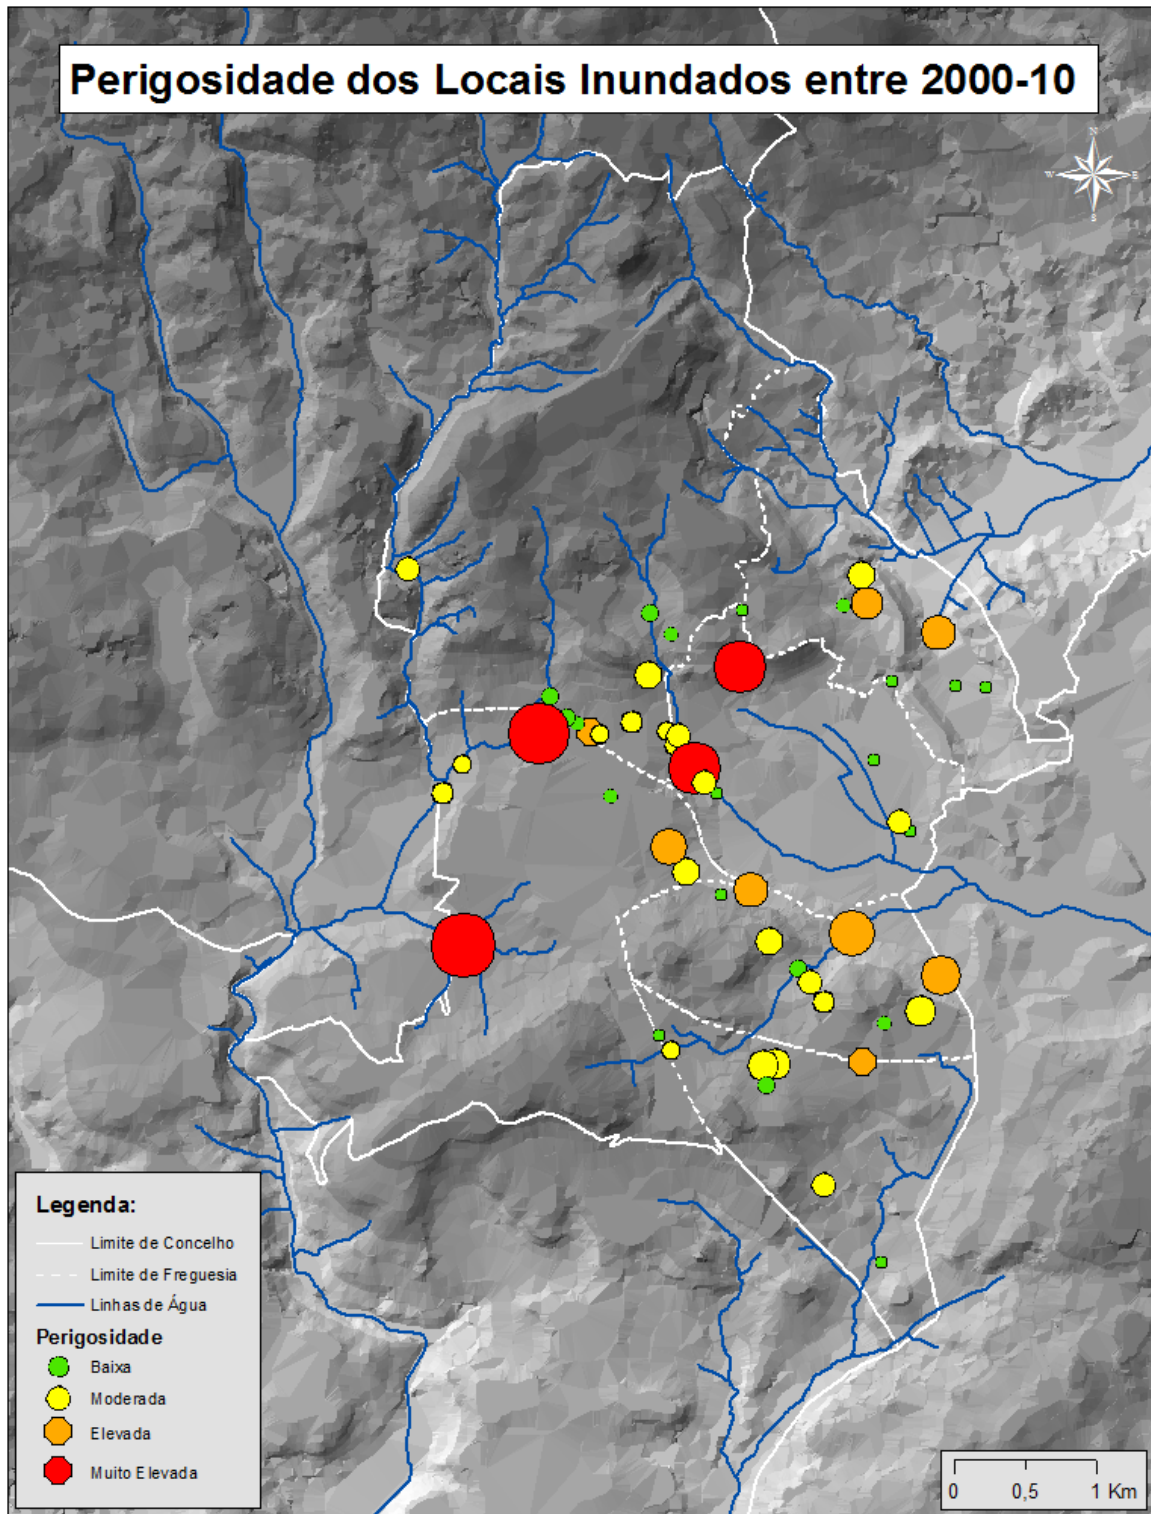 Perigosidade dos Locais Inundados entre 2000-10
N
W E
S
Legenda:
Limite de Concelho
Limite de Freguesia
Linhas de Água
Perigosidade
Baixa
Moderada
Elevada
Muito Elevada
0 0,5 1 Km